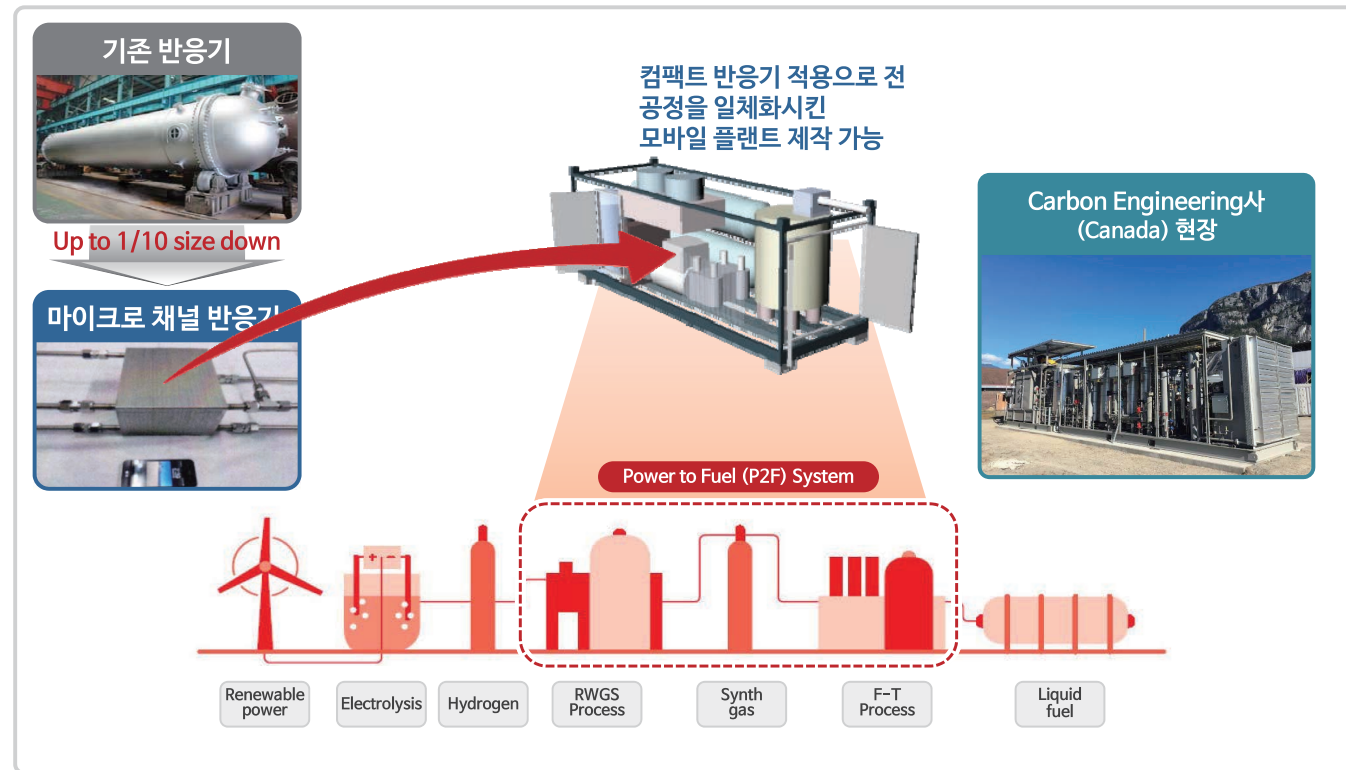 기존 반응기
Up to 1/10 size down
마이크로 채널 반응기
컴팩트 반응기 적용으로 전
공정을 일체화시킨
모바일 플랜트 제작 가능
Carbon Engineering사
(Canada) 현장
Power to Fuel (P2F) System
Renewable
power
Electrolysis
Hydrogen
RWGS
Process
Synth
gas
F-T
Process
Liquid
fuel